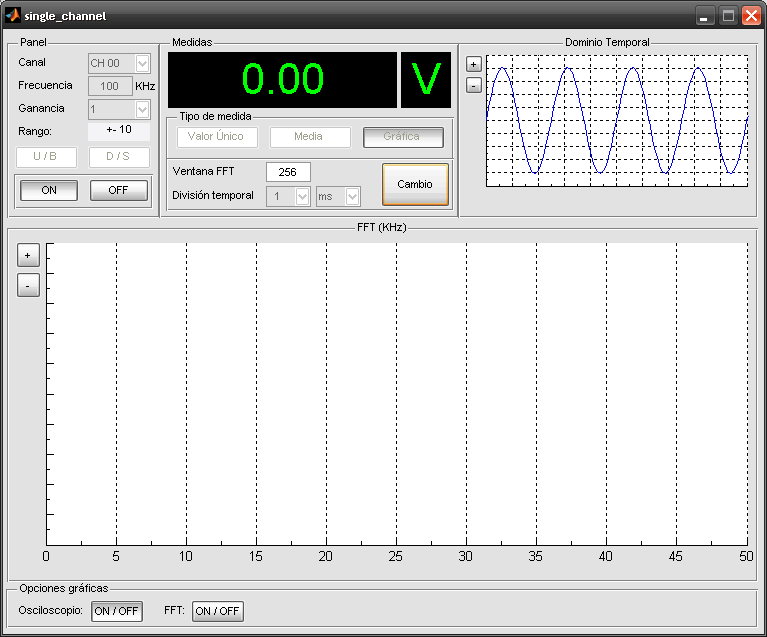 single_channel
Panel
Canal
CH 00
Frecuencia
100
KHz
Ganancia
1
Rango:
+- 10
U / B
D / S
ON
OFF
Medidas
0.00
V
Tipo de medida
Valor Único
Media
Gráfica
Ventana FFT
256
División temporal
1
ms
Cambio
Dominio Temporal
+
-
FFT (KHz)
+
-
0 5 10 15 20 25 30 35 40 45 50
Opciones gráficas
Osciloscopio:
ON / OFF
FFT:
ON / OFF